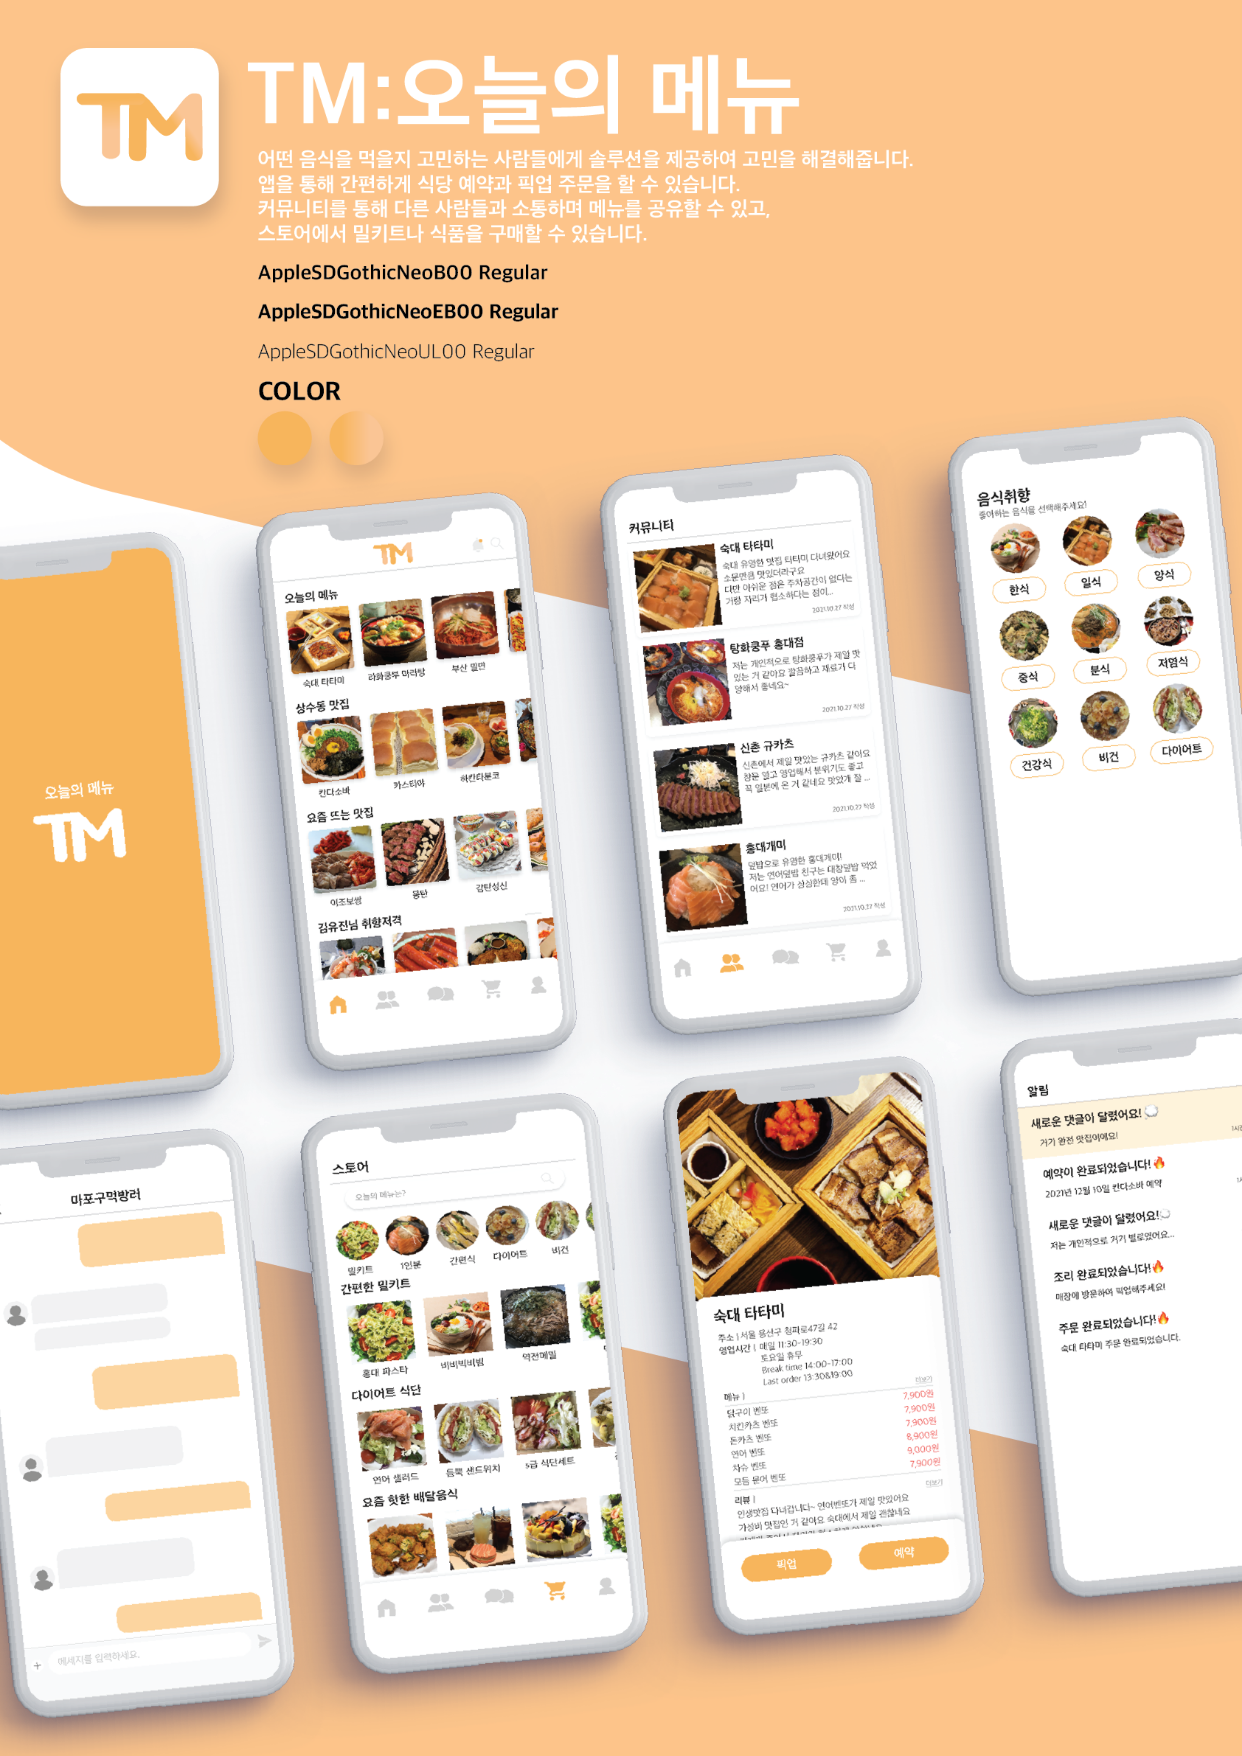 TM
TM:오늘의 메뉴
어떤 음식을 먹을지 고민하는 사람들에게 솔루션을 제공하여 고민을 해결해줍니다.
앱을 통해 간편하게 식당 예약과 픽업 주문을 할 수 있습니다.
커뮤니티를 통해 다른 사람들과 소통하며 메뉴를 공유할 수 있고,
스토어에서 밀키트나 식품을 구매할 수 있습니다.
AppleSDGothicNeoB00 Regular
AppleSDGothicNeoEB00 Regular
AppleSDGothicNeoUL00 Regular
COLOR
오늘의 메뉴
TM
TM
오늘의 메뉴
숙대 타타미
라화쿵부 마라탕
부산 밀면
상수동 맛집
칸다소바
카스티야
하칸타분코
요즘 뜨는 맛집
이조보쌈
몽탄
감탄성신
김유진님 취향저격
커뮤니티
숙대 타타미
숙대 유명한 맛집 타타미 다녀왔어요
소문만큼 맛있더라구요
다만 아쉬운 점은 주차공간이 없다는
거랑 자리가 협소하다는 점이...
2021.10.27 작성
탕화쿵푸 홍대점
저는 개인적으로 탕화쿵푸가 제일 맛
있는 거 같아요 깔끔하고 재료가 다
양해서 좋네요~
2021.10.27 작성
신촌 규카츠
신촌에서 제일 맛있는 규카츠 같아요
창문 열고 영업해서 분위기도 좋고
꼭 일본에 온 거 같네요 맛있게 잘 ...
2021.10.27 작성
홍대개미
덮밥으로 유명한 홍대개미!
저는 연어덮밥 친구는 대창덮밥 먹었
어요! 연어가 싱싱한대 양이 좀 ...
2021.10.27 작성
음식취향
좋아하는 음식을 선택해주세요!
한식
일식
양식
중식
분식
저염식
건강식
비건
다이어트
마포구먹방러
+ 메세지를 입력하세요.
스토어
오늘의 메뉴는?
밀키트
1인분
간편식
다이어트
비건
간편한 밀키트
홍대 파스타
비비빅비빔
역전메밀
다이어트 식단
연어 샐러드
듬뿍 샌드위치
5급 식단세트
요즘 핫한 배달음식
숙대 타타미
주소 | 서울 용산구 청파로47길 42
영업시간 | 매일 11:30-19:30
토요일 휴무
Break time 14:00-17:00
Last order 13:30&19:00
메뉴 |
더보기
닭구이 벤또 7,900원
치킨카츠 벤또 7,900원
돈카츠 벤또 7,900원
연어 벤또 8,900원
차슈 벤또 9,000원
모듬 문어 벤또 7,900원
리뷰 |
더보기
인생맛집 다녀갑니다~ 연어벤또가 제일 맛있어요
가성비 맛집인 거 같아요 숙대에서 제일 괜찮네요
픽업
예약
알림
새로운 댓글이 달렸어요!
거기 완전 맛집이에요!
예약이 완료되었습니다!
2021년 12월 10일 칸다소바 예약
새로운 댓글이 달렸어요!
저는 개인적으로 거기 별로였어요...
조리 완료되었습니다!
매장에 방문하여 픽업해주세요!
주문 완료되었습니다!
숙대 타타미 주문 완료되었습니다.